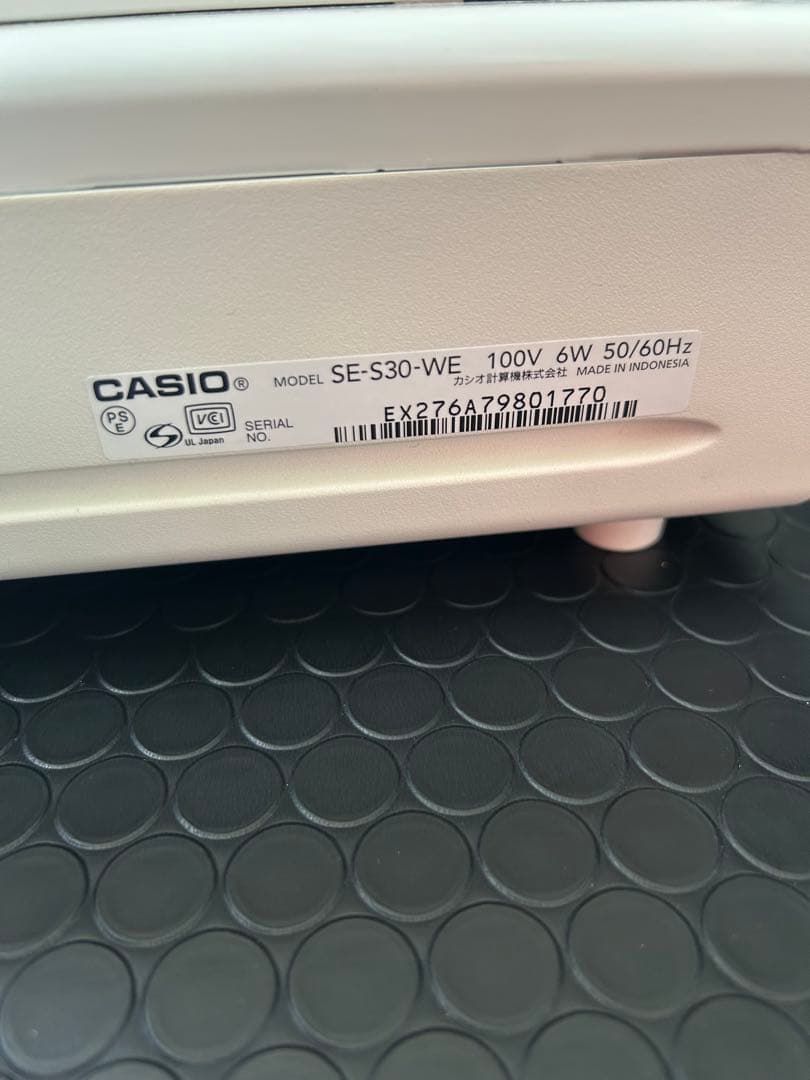 CASIO® MODEL SE-S30-WE 100V 6W 50/60Hz
カシオ計算機株式会社 MADE IN INDONESIA
PS
E
VCI
UL Japan
SERIAL
NO.
EX276A79801770